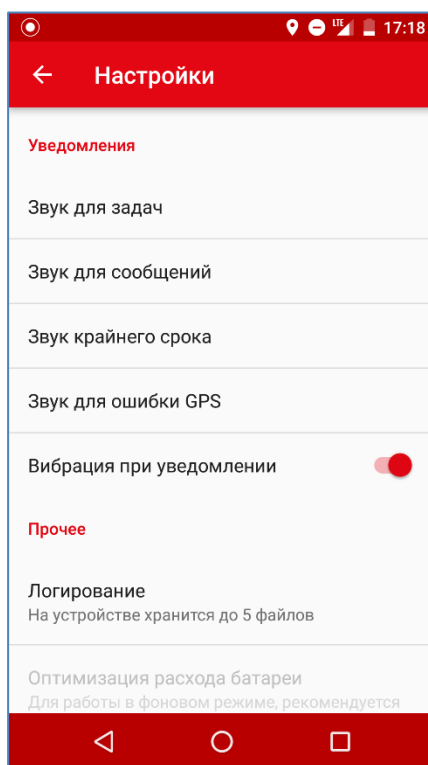 LTE 17:18
Настройки
Уведомления
Звук для задач
Звук для сообщений
Звук крайнего срока
Звук для ошибки GPS
Вибрация при уведомлении
Прочее
Логирование
На устройстве хранится до 5 файлов
Оптимизация расхода батареи
Для работы в фоновом режиме, рекомендуется